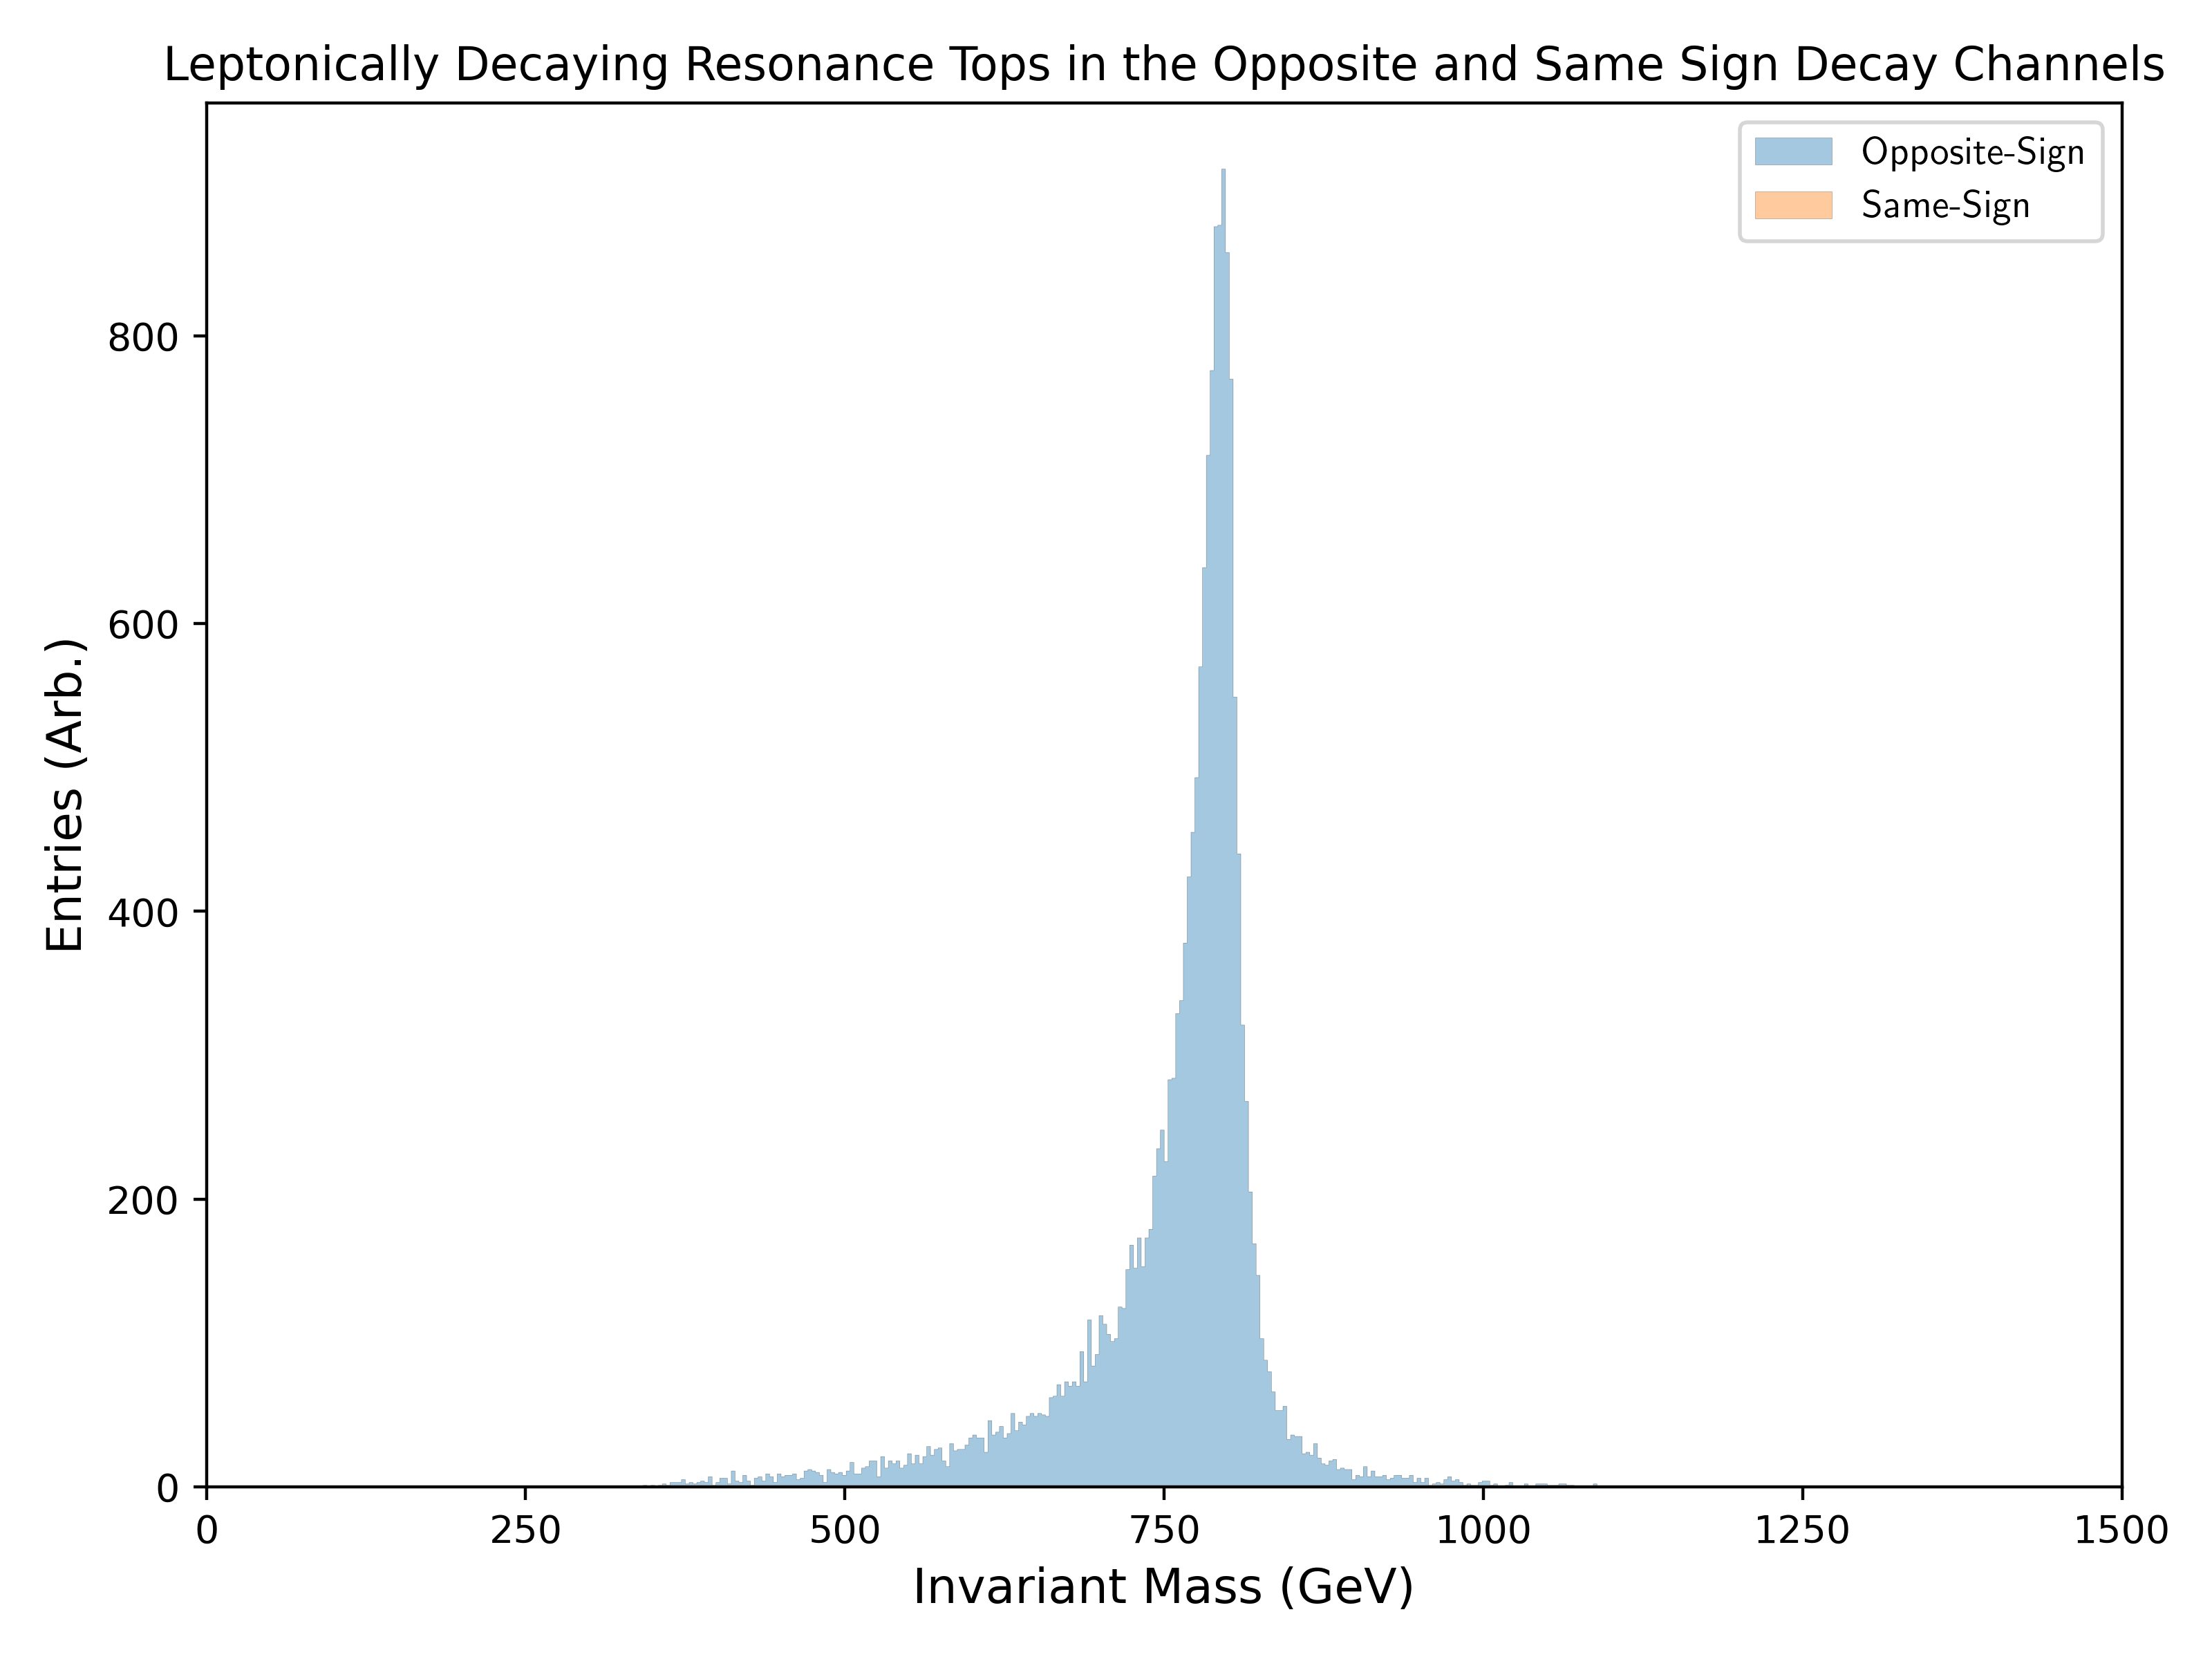 Leptonically Decaying Resonance Tops in the Opposite and Same Sign Decay Channels
Opposite-Sign
Same-Sign
Entries (Arb.)
800
600
400
200
0
0 250 500 750 1000 1250 1500
Invariant Mass (GeV)